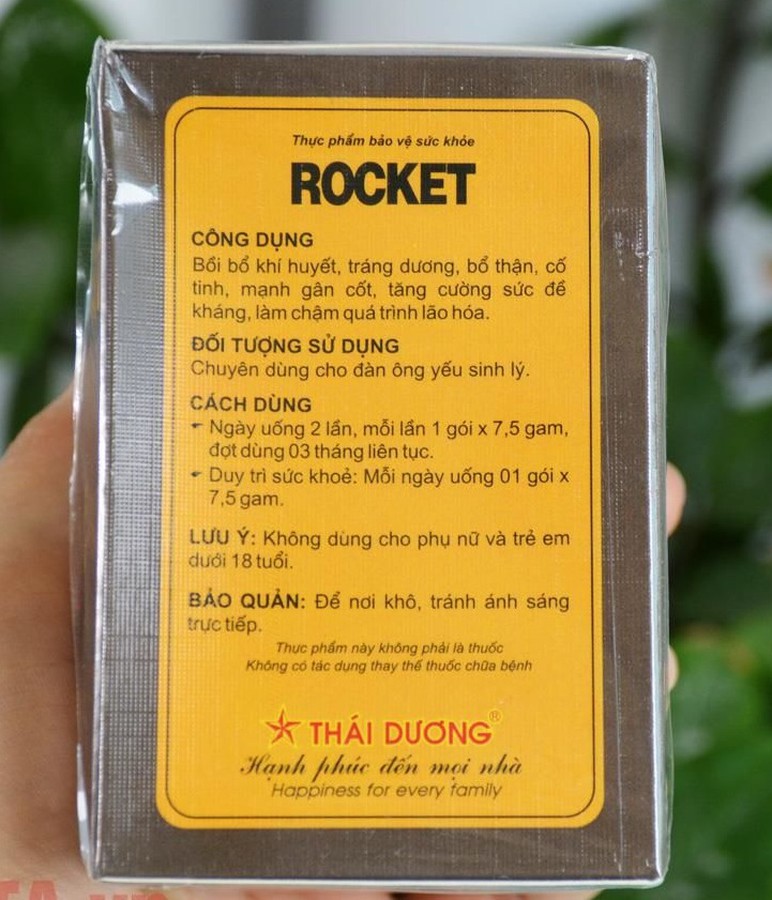 Thực phẩm bảo vệ sức khỏe
ROCKET
CÔNG DỤNG
Bồi bổ khí huyết, tráng dương, bổ thận, cố
tinh, mạnh gân cốt, tăng cường sức đề
kháng, làm chậm quá trình lão hóa.
ĐỐI TƯỢNG SỬ DỤNG
Chuyên dùng cho đàn ông yếu sinh lý.
CÁCH DÙNG
Ngày uống 2 lần, mỗi lần 1 gói x 7,5 gam,
đợt dùng 03 tháng liên tục.
Duy trì sức khoẻ: Mỗi ngày uống 01 gói x
7,5 gam.
LƯU Ý: Không dùng cho phụ nữ và trẻ em
dưới 18 tuổi.
BẢO QUẢN: Để nơi khô, tránh ánh sáng
trực tiếp.
Thực phẩm này không phải là thuốc
Không có tác dụng thay thế thuốc chữa bệnh
THÁI DƯƠNG®
Hạnh phúc đến mọi nhà
Happiness for every family